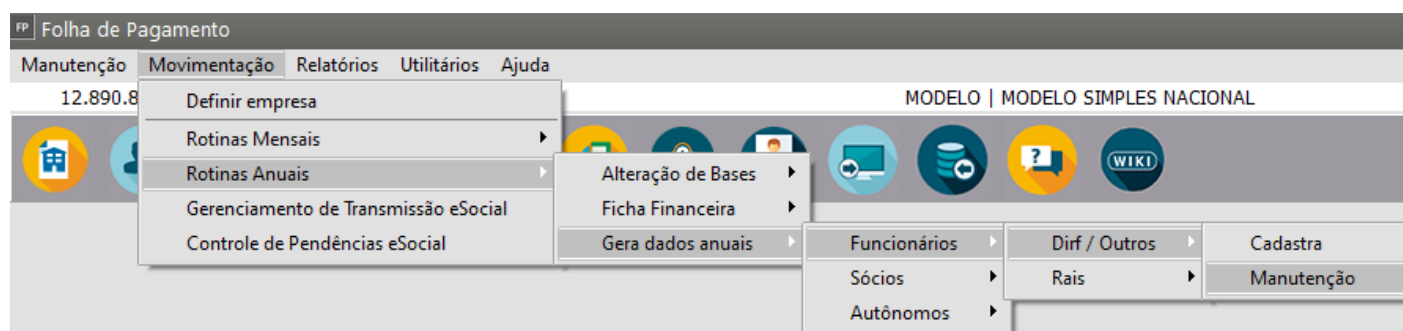 FP Folha de Pagamento
Manutenção Movimentação Relatórios Utilitários Ajuda
12.890.8 MODELO | MODELO SIMPLES NACIONAL
Definir empresa
Rotinas Mensais
Rotinas Anuais
Gerenciamento de Transmissão eSocial
Controle de Pendências eSocial
Alteração de Bases
Ficha Financeira
Gera dados anuais
Funcionários
Sócios
Autônomos
Dirf / Outros
Rais
Cadastra
Manutenção
?
WIKI